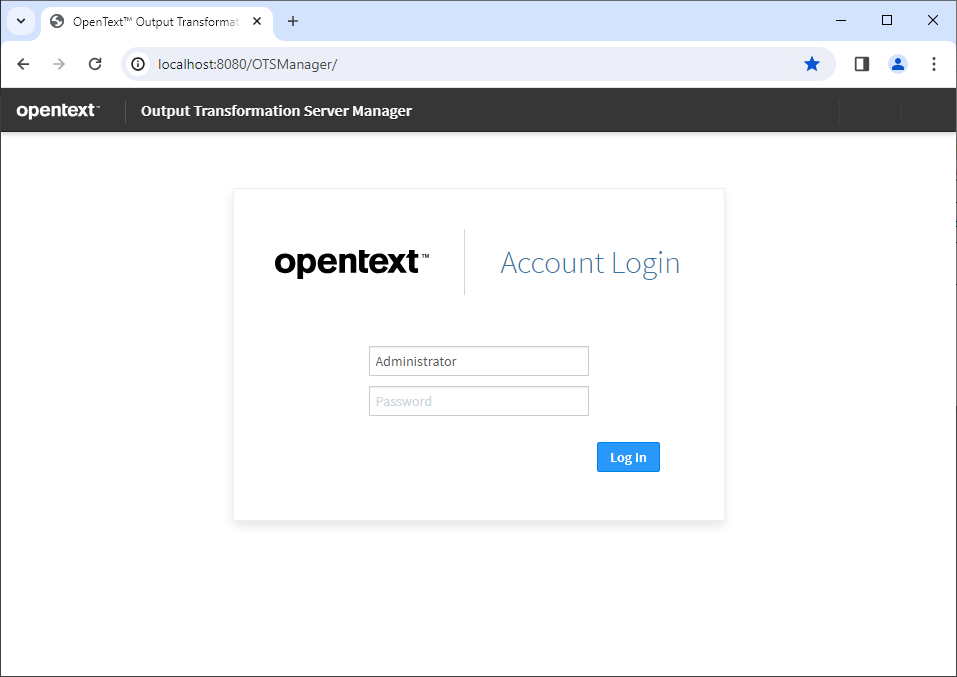 OpenText™ Output Transformat
localhost:8080/OTSManager/
opentext™ Output Transformation Server Manager
opentext™ Account Login
Administrator
Password
Log In